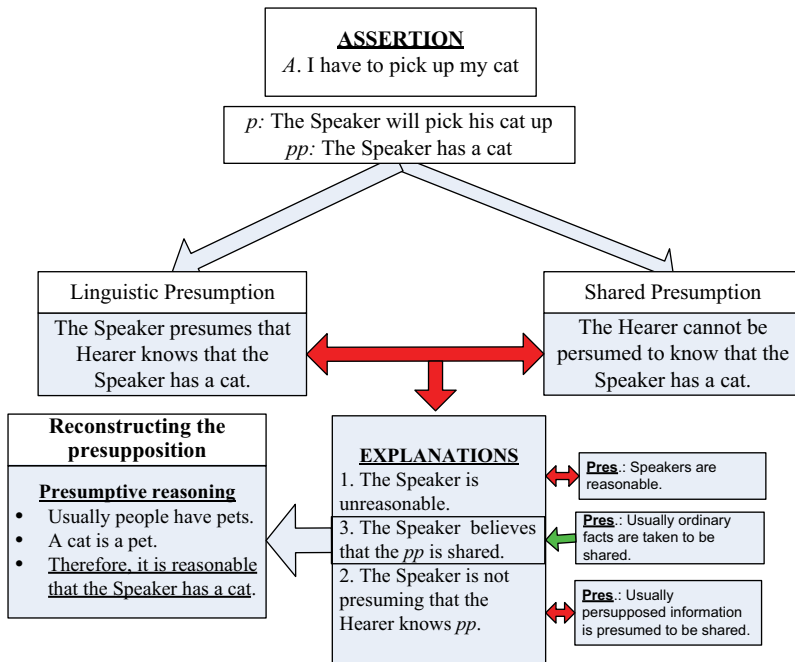 ASSERTION
A. I have to pick up my cat
p: The Speaker will pick his cat up
pp: The Speaker has a cat
Linguistic Presumption
The Speaker presumes that
Hearer knows that the
Speaker has a cat.
Shared Presumption
The Hearer cannot be
persumed to know that the
Speaker has a cat.
Reconstructing the
presupposition
Presumptive reasoning
• Usually people have pets.
• A cat is a pet.
• Therefore, it is reasonable
that the Speaker has a cat.
EXPLANATIONS
1. The Speaker is
unreasonable.
3. The Speaker believes
that the pp is shared.
2. The Speaker is not
presuming that the
Hearer knows pp.
Pres.: Speakers are
reasonable.
Pres.: Usually ordinary
facts are taken to be
shared.
Pres.: Usually
persupposed information
is presumed to be shared.